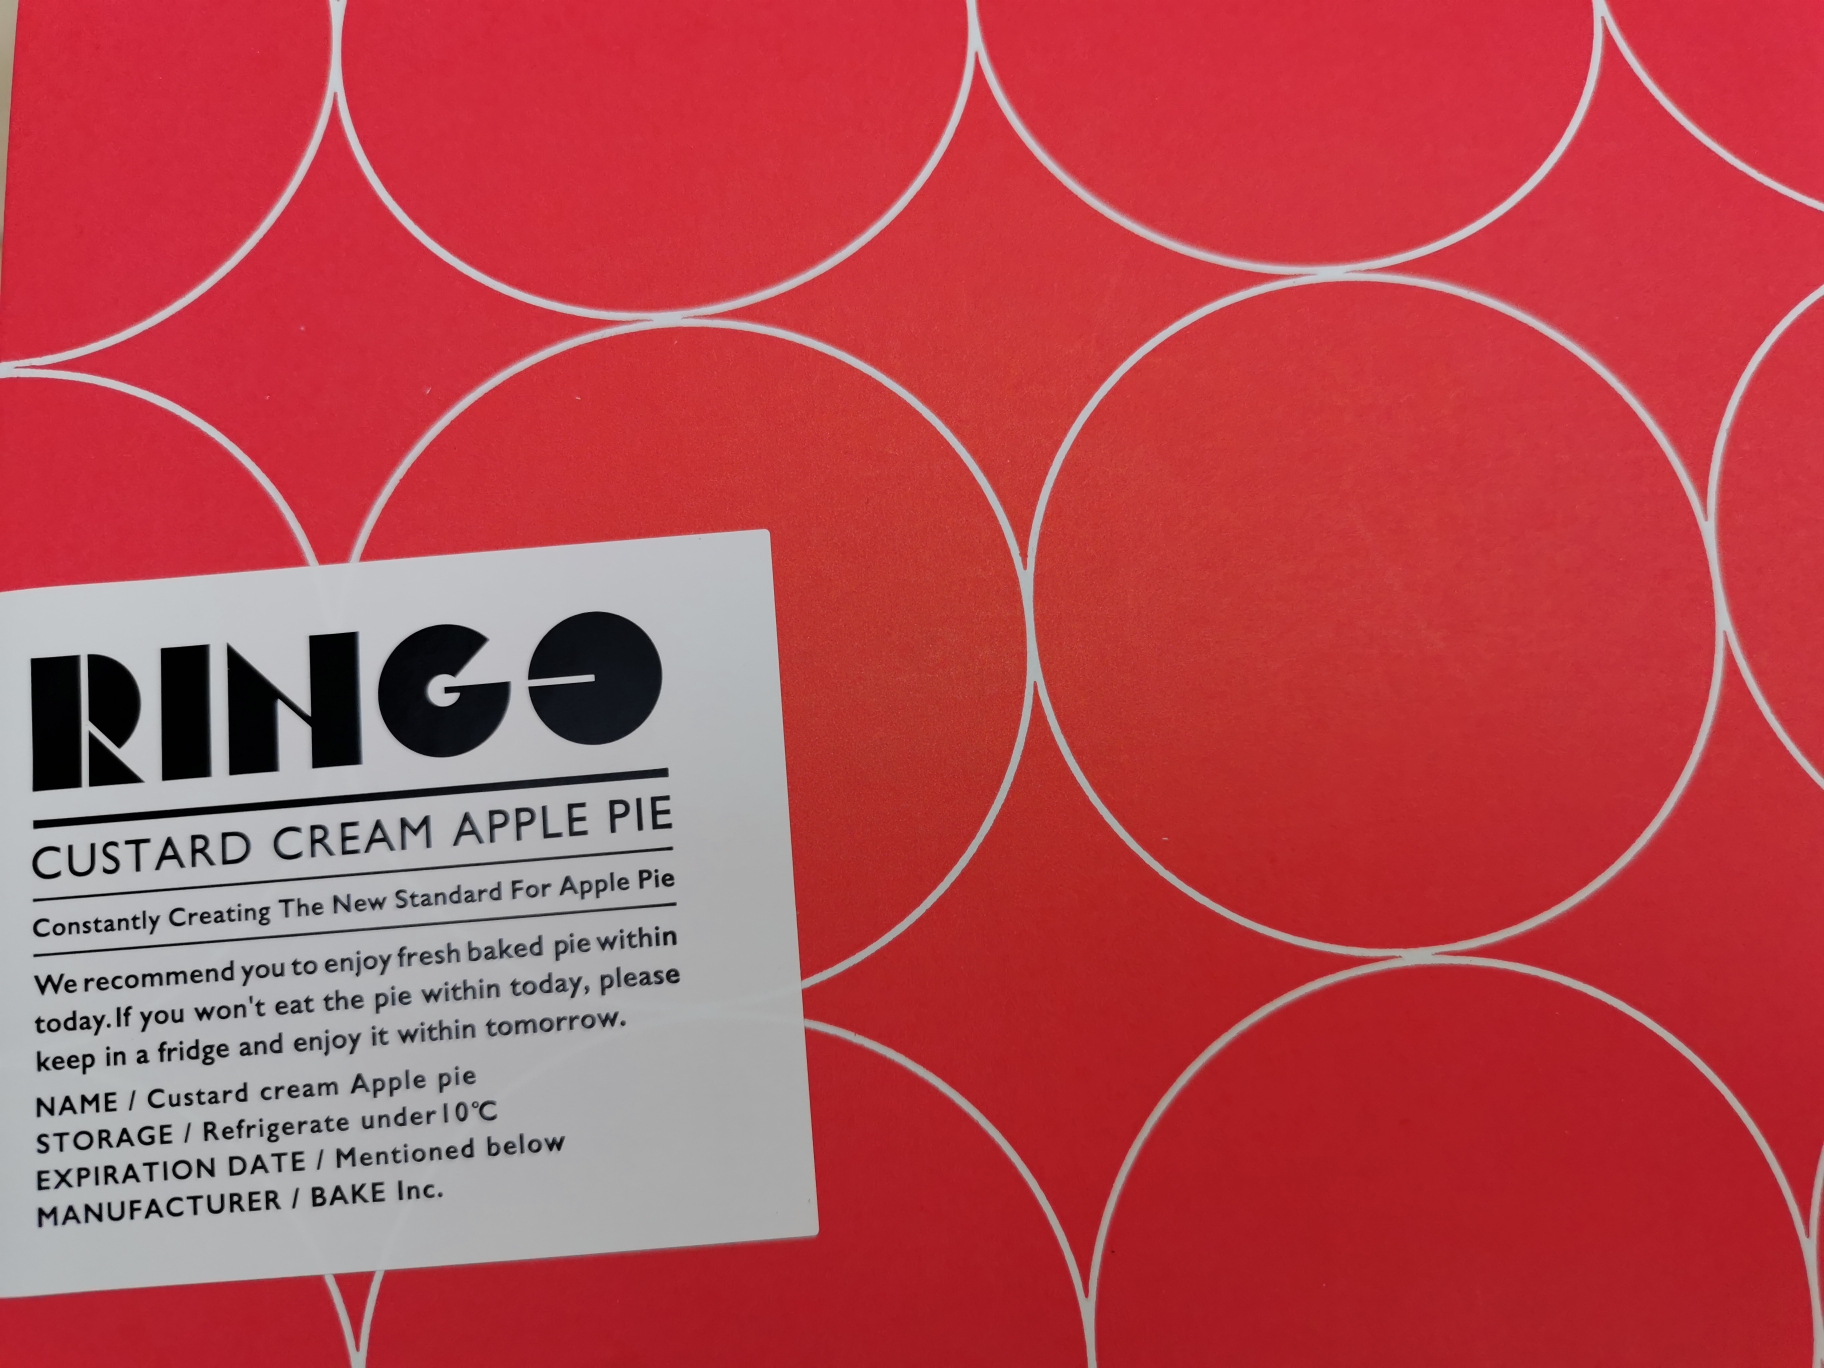 RINGO
CUSTARD CREAM APPLE PIE
Constantly Creating The New Standard For Apple Pie
We recommend you to enjoy fresh baked pie within
today.If you won't eat the pie within today, please
keep in a fridge and enjoy it within tomorrow.
NAME / Custard cream Apple pie
STORAGE / Refrigerate under10℃
EXPIRATION DATE / Mentioned below
MANUFACTURER / BAKE Inc.